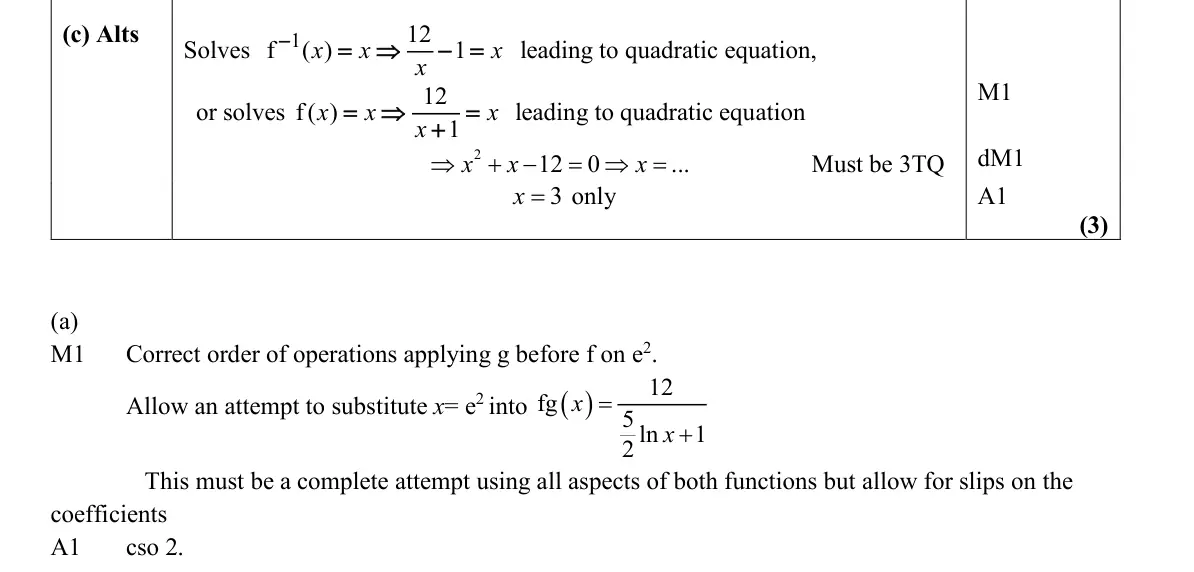 (c) Alts
Solves f⁻¹(x) = x ⇒ 12/x − 1 = x leading to quadratic equation,
or solves f(x) = x ⇒ 12/(x + 1) = x leading to quadratic equation
M1
⇒ x² + x − 12 = 0 ⇒ x = ... Must be 3TQ dM1
x = 3 only A1
(3)
(a)
M1 Correct order of operations applying g before f on e².
Allow an attempt to substitute x= e² into fg(x) = 12/(5/2 ln x + 1)
This must be a complete attempt using all aspects of both functions but allow for slips on the
coefficients
A1 cso 2.